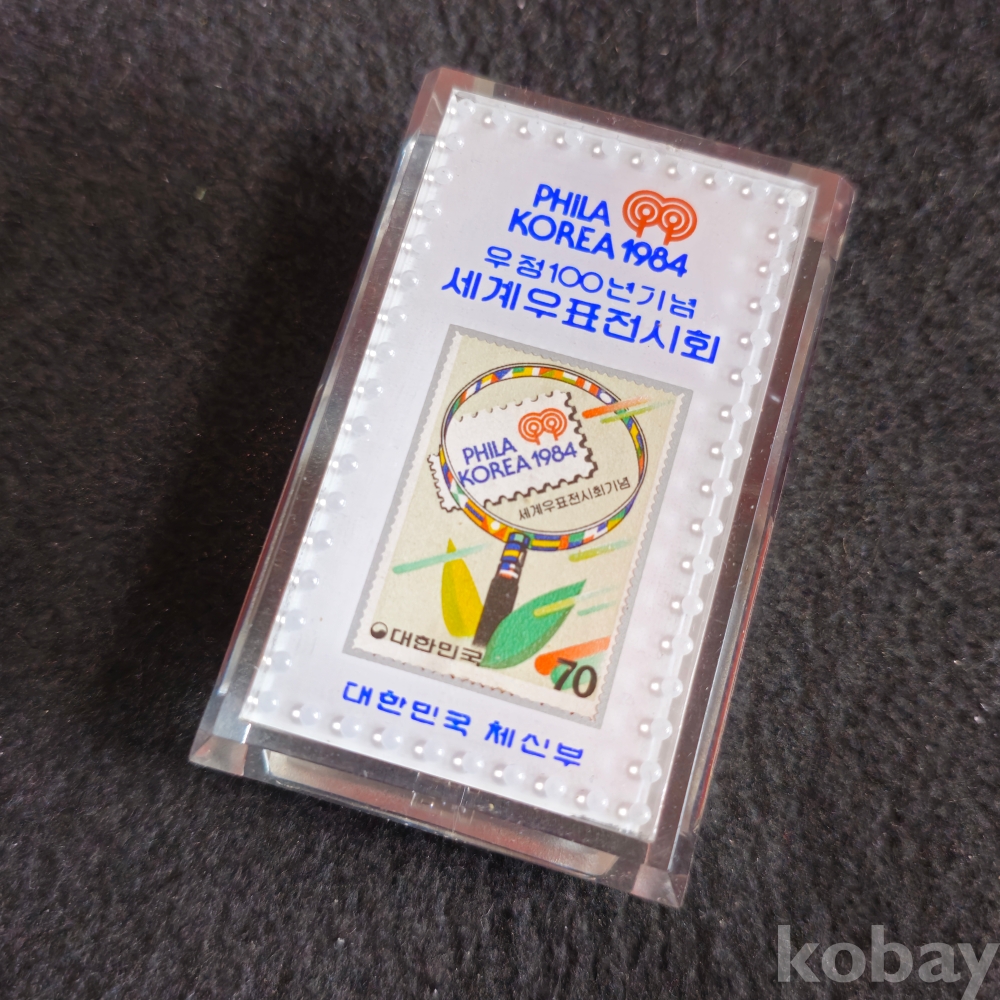 PHILA
KOREA 1984
우정100년기념
세계우표전시회
PHILA
KOREA 1984
세계우표전시회기념
대한민국
70
대한민국 체신부
kobay